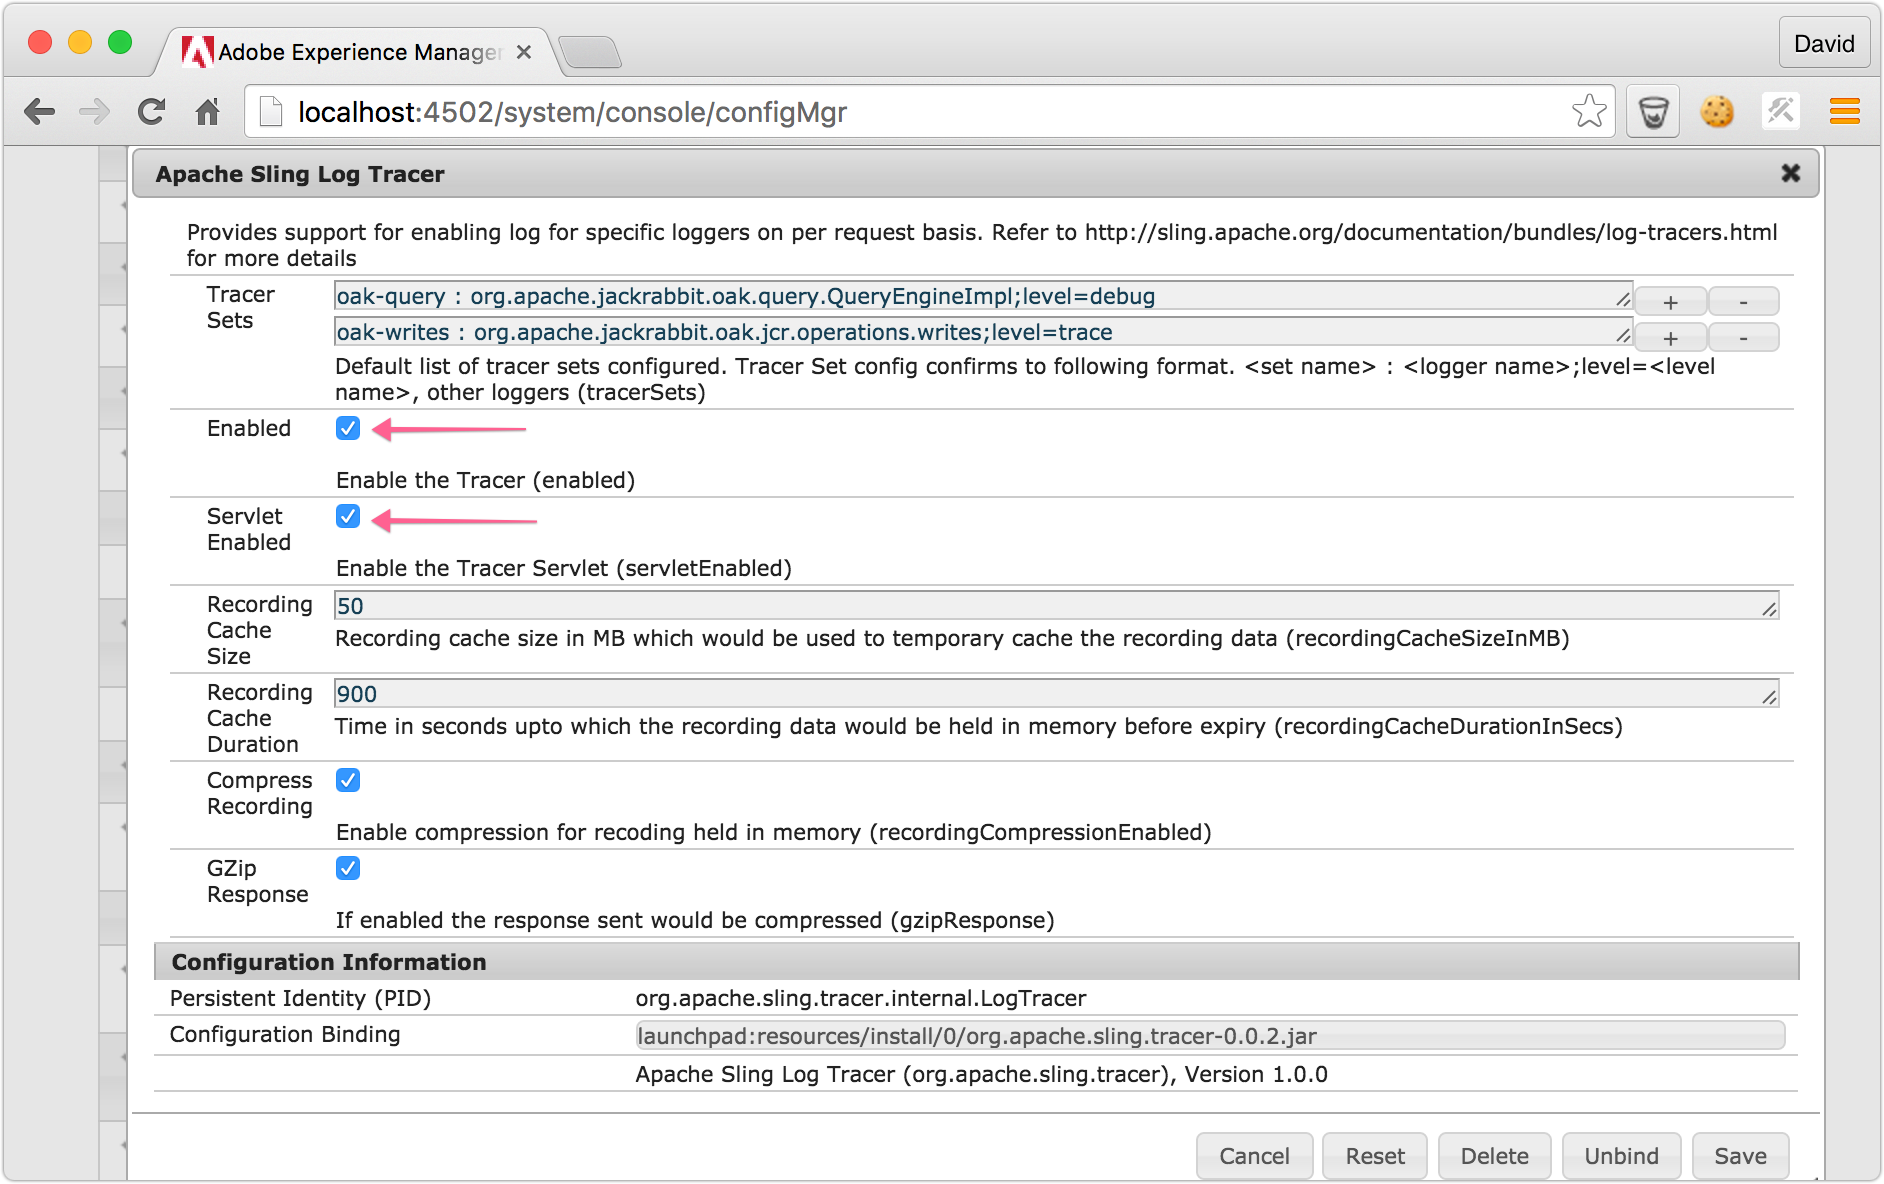 Adobe Experience Manager
David
localhost:4502/system/console/configMgr
Apache Sling Log Tracer
Provides support for enabling log for specific loggers on per request basis. Refer to http://sling.apache.org/documentation/bundles/log-tracers.html
for more details
Tracer
Sets
oak-query : org.apache.jackrabbit.oak.query.QueryEngineImpl;level=debug
+ -
oak-writes : org.apache.jackrabbit.oak.jcr.operations.writes;level=trace
+ -
Default list of tracer sets configured. Tracer Set config confirms to following format. <set name> : <logger name>;level=<level
name>, other loggers (tracerSets)
Enabled
Enable the Tracer (enabled)
Servlet
Enabled
Enable the Tracer Servlet (servletEnabled)
Recording
Cache
Size
50
Recording cache size in MB which would be used to temporary cache the recording data (recordingCacheSizeInMB)
Recording
Cache
Duration
900
Time in seconds upto which the recording data would be held in memory before expiry (recordingCacheDurationInSecs)
Compress
Recording
Enable compression for recoding held in memory (recordingCompressionEnabled)
GZip
Response
If enabled the response sent would be compressed (gzipResponse)
Configuration Information
Persistent Identity (PID) org.apache.sling.tracer.internal.LogTracer
Configuration Binding launchpad:resources/install/0/org.apache.sling.tracer-0.0.2.jar
Apache Sling Log Tracer (org.apache.sling.tracer), Version 1.0.0
Cancel Reset Delete Unbind Save